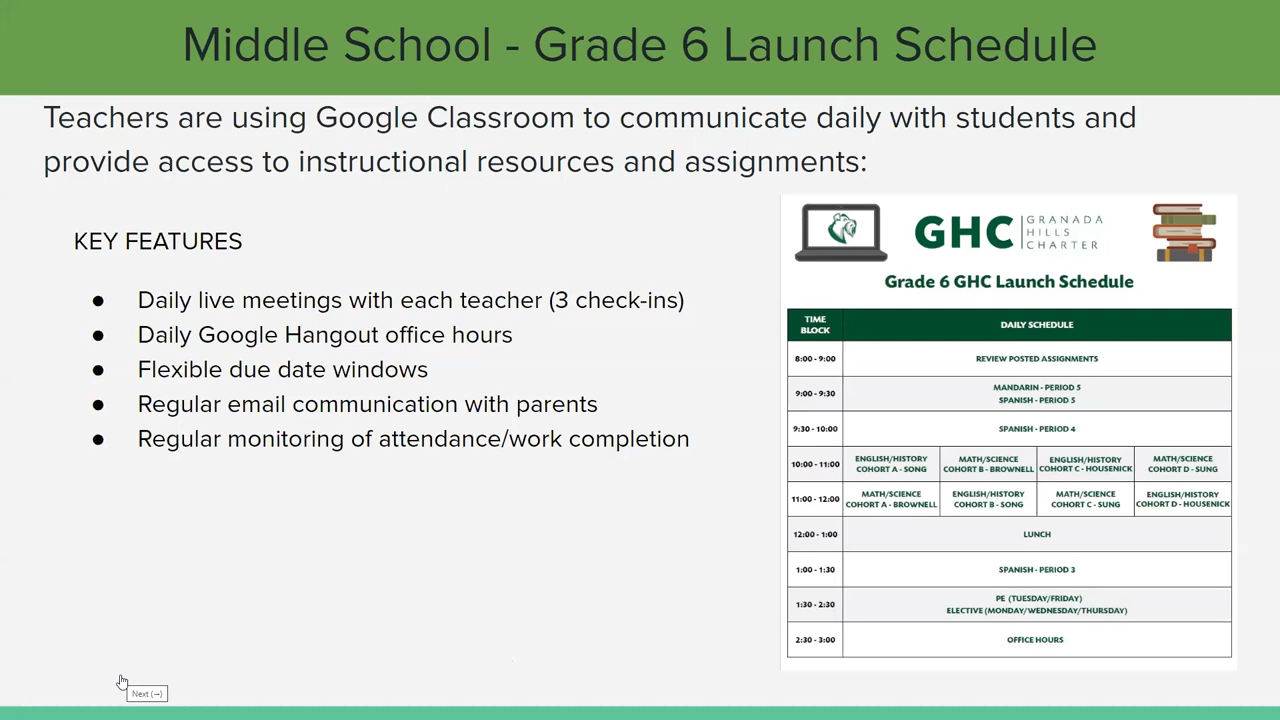 Middle School - Grade 6 Launch Schedule
Teachers are using Google Classroom to communicate daily with students and
provide access to instructional resources and assignments:
KEY FEATURES
● Daily live meetings with each teacher (3 check-ins)
● Daily Google Hangout office hours
● Flexible due date windows
● Regular email communication with parents
● Regular monitoring of attendance/work completion
GHC
GRANADA
HILLS
CHARTER
Grade 6 GHC Launch Schedule
TIME
BLOCK
DAILY SCHEDULE
8:00 - 9:00
REVIEW POSTED ASSIGNMENTS
9:00 - 9:30
MANDARIN - PERIOD 5
SPANISH - PERIOD 5
9:30 - 10:00
SPANISH - PERIOD 4
10:00 - 11:00
ENGLISH/HISTORY
COHORT A - SONG
MATH/SCIENCE
COHORT B - BROWNELL
ENGLISH/HISTORY
COHORT C - HOUSENICK
MATH/SCIENCE
COHORT D - SUNG
11:00 - 12:00
MATH/SCIENCE
COHORT A - BROWNELL
ENGLISH/HISTORY
COHORT B - SONG
MATH/SCIENCE
COHORT C - SUNG
ENGLISH/HISTORY
COHORT D - HOUSENICK
12:00 - 1:00
LUNCH
1:00 - 1:30
SPANISH - PERIOD 3
1:30 - 2:30
PE (TUESDAY/FRIDAY)
ELECTIVE (MONDAY/WEDNESDAY/THURSDAY)
2:30 - 3:00
OFFICE HOURS
Next (→)